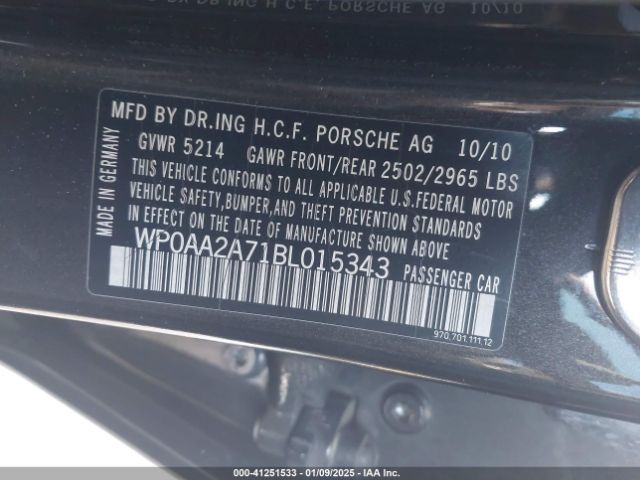 MFD BY DR.ING H.C.F. PORSCHE AG 10/10
GVWR 5214 GAWR FRONT/REAR 2502/2965 LBS
THIS VEHICLE CONFORMS TO ALL APPLICABLE U.S.FEDERAL MOTOR
VEHICLE SAFETY,BUMPER,AND THEFT PREVENTION STANDARDS
IN EFFECT ON THE DATE OF MANUFACTURE SHOWN ABOVE
WP0AA2A71BL015343 PASSENGER CAR
MADE IN GERMANY
970.701.111.12
000-41251533 - 01/09/2025 - IAAI.com